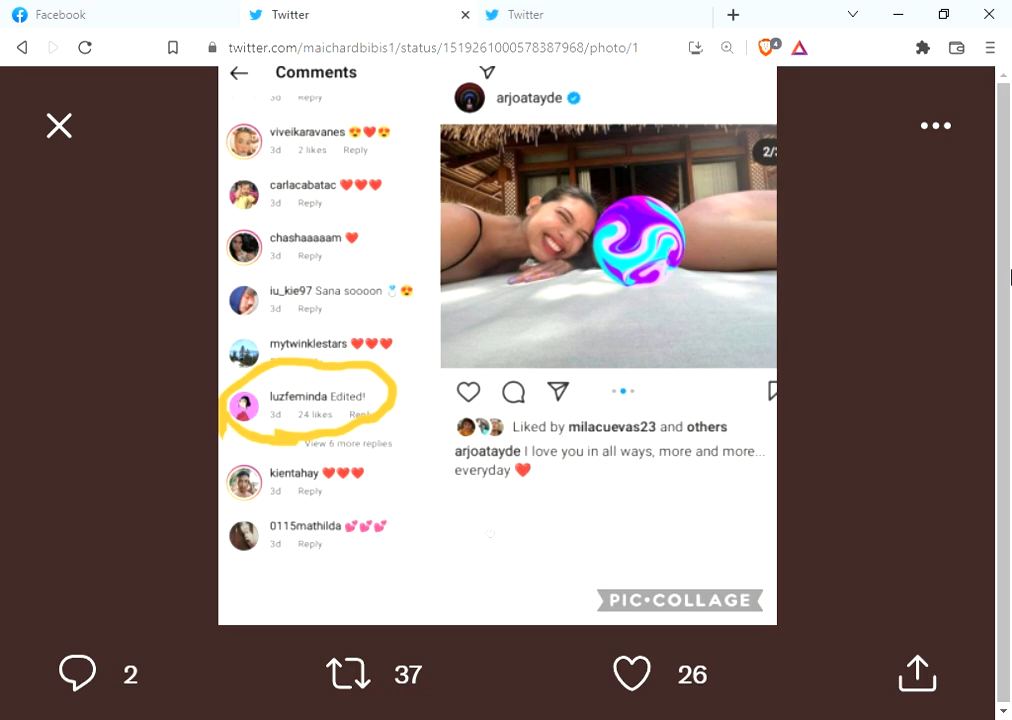 Facebook
Twitter
Twitter
twitter.com/maichardbibis1/status/1519261000578387968/photo/1
4
Comments
3d Reply
viveikaravanes 😍❤️😍
3d 2 likes Reply
carlacabatac ❤️❤️❤️
3d Reply
chashaaaaam ❤️
3d Reply
iu_kie97 Sana soooon 💍😍
3d Reply
mytwinklestars ❤️❤️❤️
luzfeminda Edited!
3d 24 likes Reply
View 6 more replies
kientahay ❤️❤️❤️
3d Reply
0115mathilda 💕💕💕
3d Reply
arjoatayde
2/3
Liked by milacuevas23 and others
arjoatayde I love you in all ways, more and more...
everyday ❤️
PIC•COLLAGE
2
37
26